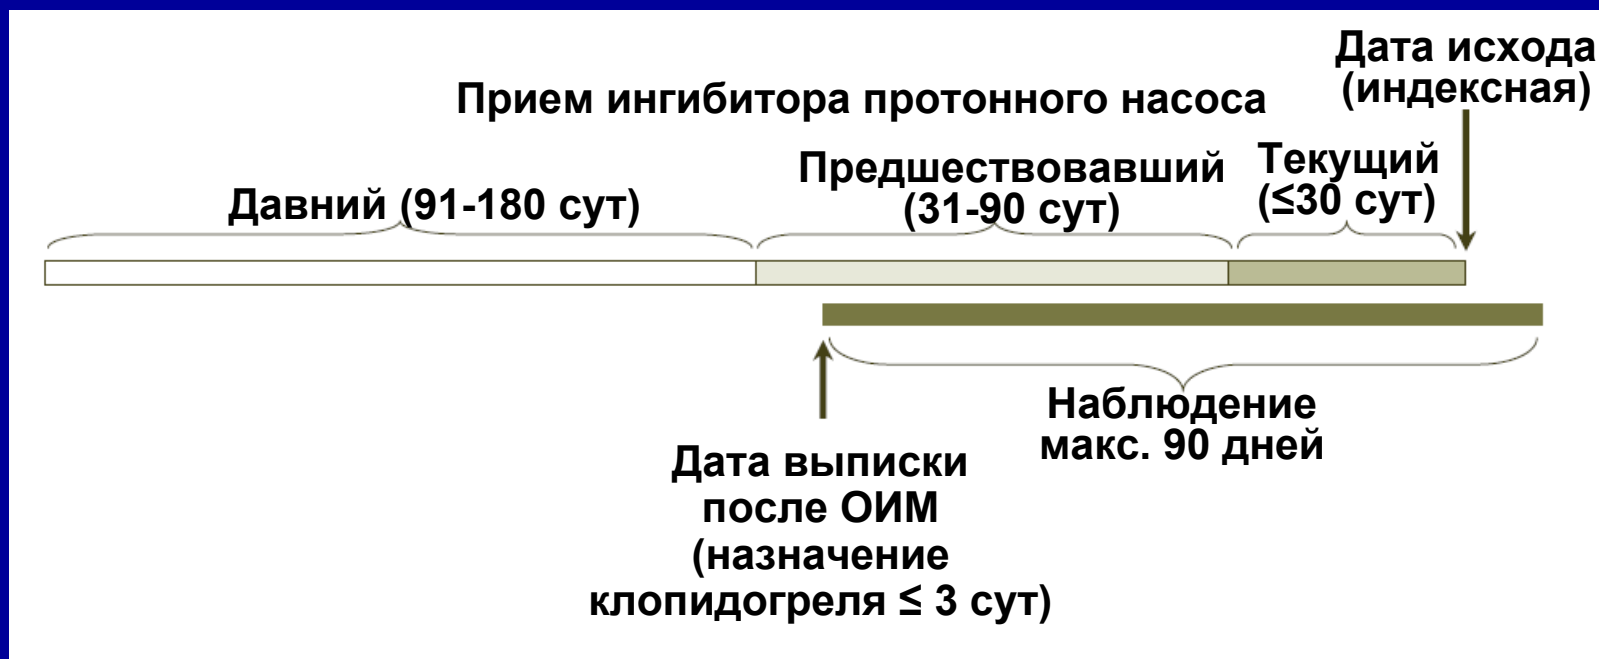 Дата исхода
(индексная)
Прием ингибитора протонного насоса
Предшествовавший
(31-90 сут)
Текущий
(≤30 сут)
Давний (91-180 сут)
Наблюдение
макс. 90 дней
Дата выписки
после ОИМ
(назначение
клопидогреля ≤ 3 сут)